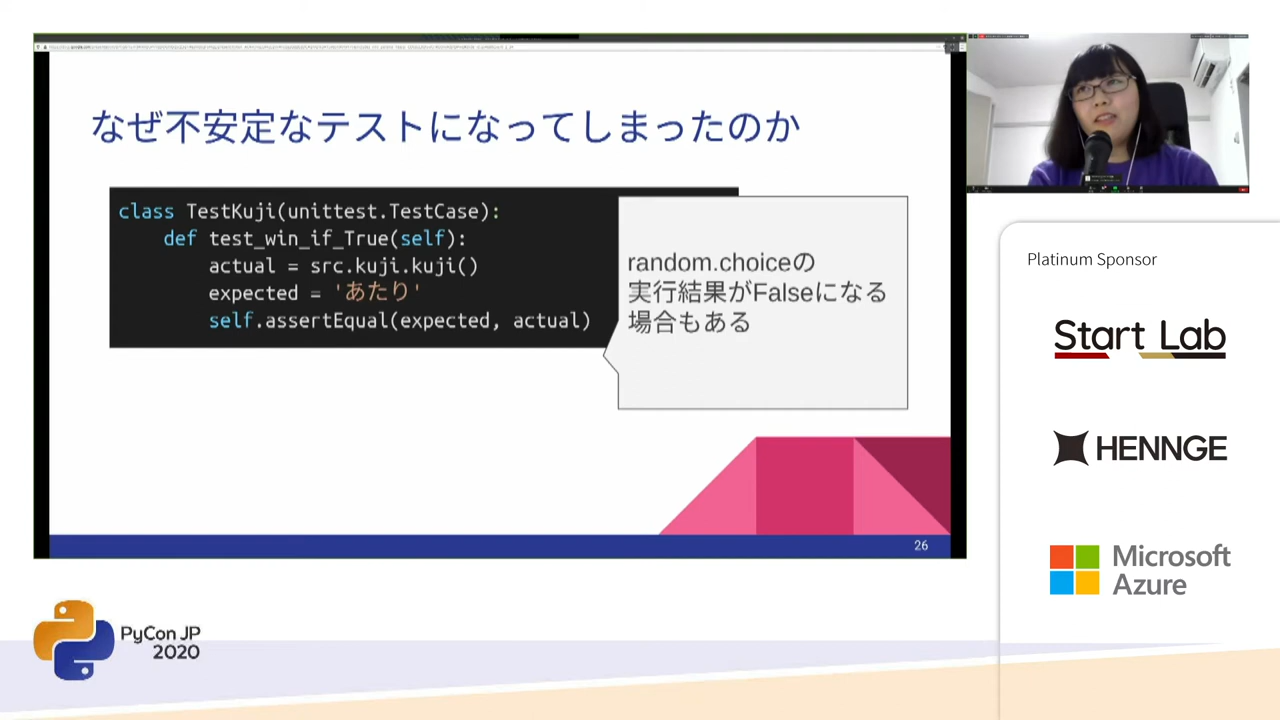 なぜ不安定なテストになってしまったのか
class TestKuji(unittest.TestCase):
def test_win_if_True(self):
actual = src.kuji.kuji()
expected = 'あたり'
self.assertEqual(expected, actual)
random.choiceの
実行結果がFalseになる
場合もある
26
Platinum Sponsor
Start Lab
HENNGE
Microsoft
Azure
PyCon JP
2020